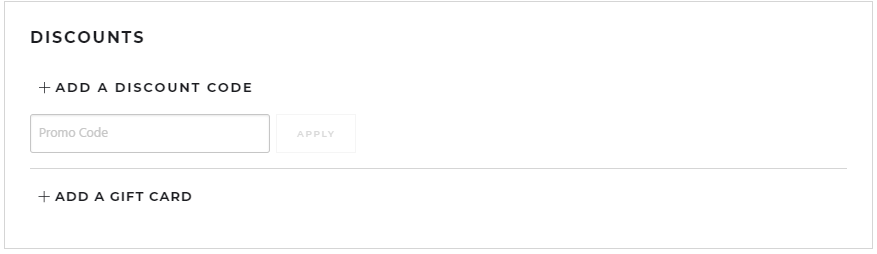 DISCOUNTS
ADD A DISCOUNT CODE
Promo Code
APPLY
ADD A GIFT CARD